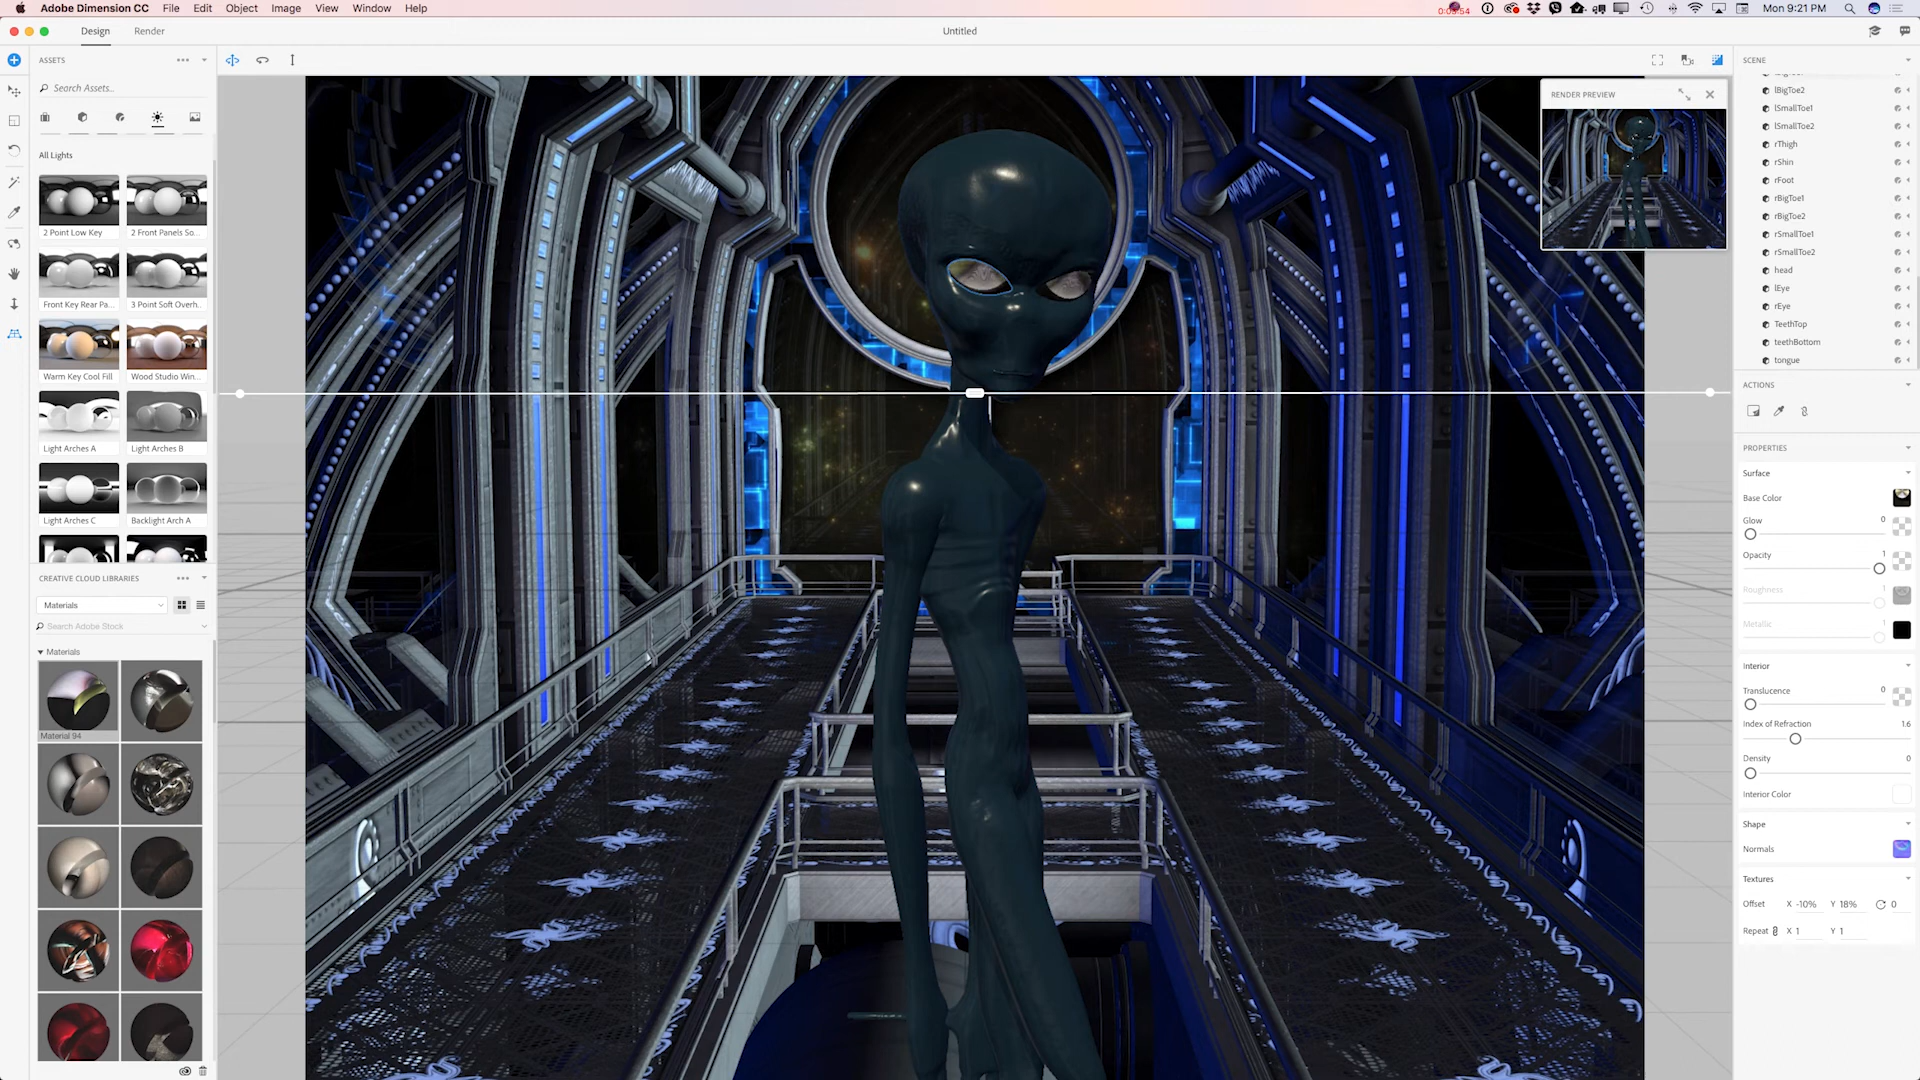 Adobe Dimension CC File Edit Object Image View Window Help
0:03:54 Mon 9:21 PM
Design Render Untitled
ASSETS
Search Assets...
All Lights
2 Point Low Key 2 Front Panels So...
Front Key Rear Pa... 3 Point Soft Overh...
Warm Key Cool Fill Wood Studio Win...
Light Arches A Light Arches B
Light Arches C Backlight Arch A
CREATIVE CLOUD LIBRARIES
Materials
Search Adobe Stock
Materials
Material 94
RENDER PREVIEW
SCENE
lBigToe2
lSmallToe1
lSmallToe2
rThigh
rShin
rFoot
rBigToe1
rBigToe2
rSmallToe1
rSmallToe2
head
lEye
rEye
TeethTop
teethBottom
tongue
ACTIONS
PROPERTIES
Surface
Base Color
Glow 0
Opacity 1
Roughness 1
Metallic 1
Interior
Translucence 0
Index of Refraction 1.6
Density 0
Interior Color
Shape
Normals
Textures
Offset X -10% Y 18% 0
Repeat X 1 Y 1